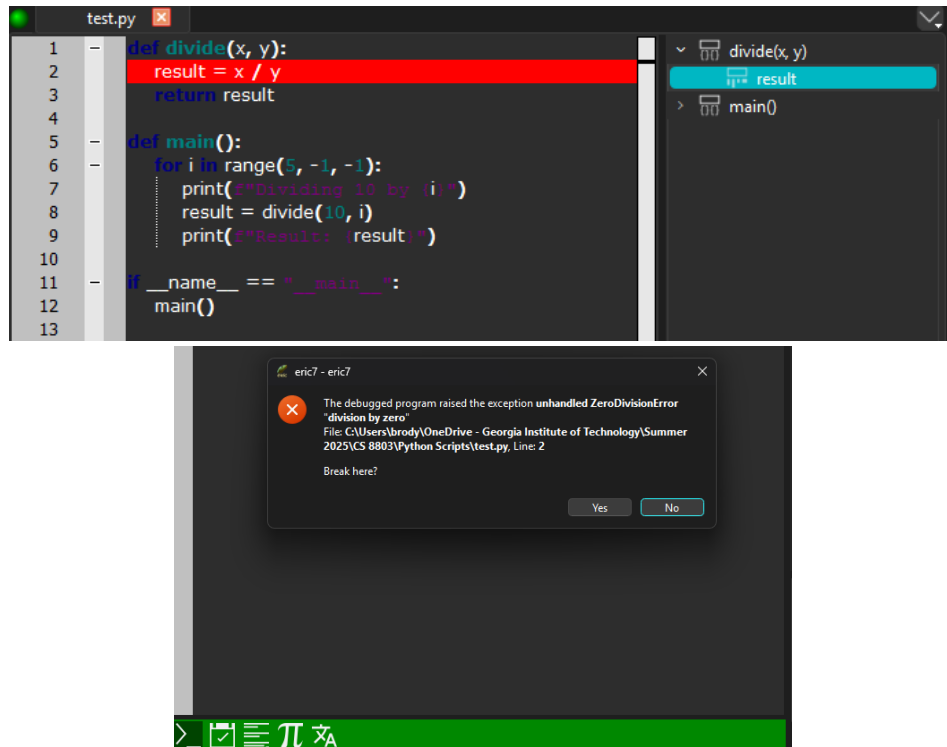 test.py
1 def divide(x, y): divide(x, y)
2 result = x / y result
3 return result main()
4
5 def main():
6 for i in range(5, -1, -1):
7 print(f"Dividing 10 by {i}")
8 result = divide(10, i)
9 print(f"Result: {result}")
10
11 if __name__ == "__main__":
12 main()
13
eric7 - eric7
The debugged program raised the exception unhandled ZeroDivisionError
"division by zero"
File: C:\Users\brody\OneDrive - Georgia Institute of Technology\Summer
2025\CS 8803\Python Scripts\test.py, Line: 2
Break here?
Yes No